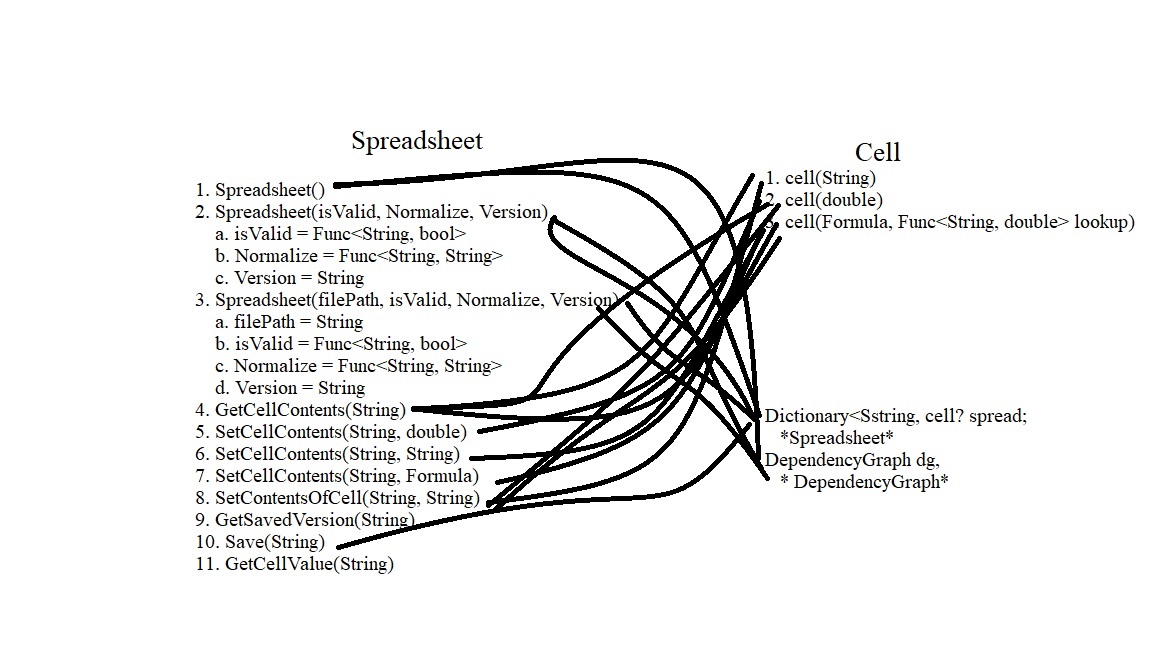 Spreadsheet
1. Spreadsheet()
2. Spreadsheet(isValid, Normalize, Version)
a. isValid = Func<String, bool>
b. Normalize = Func<String, String>
c. Version = String
3. Spreadsheet(filePath, isValid, Normalize, Version)
a. filePath = String
b. isValid = Func<String, bool>
c. Normalize = Func<String, String>
d. Version = String
4. GetCellContents(String)
5. SetCellContents(String, double)
6. SetCellContents(String, String)
7. SetCellContents(String, Formula)
8. SetContentsOfCell(String, String)
9. GetSavedVersion(String)
10. Save(String)
11. GetCellValue(String)
Cell
1. cell(String)
2. cell(double)
3. cell(Formula, Func<String, double> lookup)
Dictionary<Sstring, cell? spread;
*Spreadsheet*
DependencyGraph dg,
* DependencyGraph*